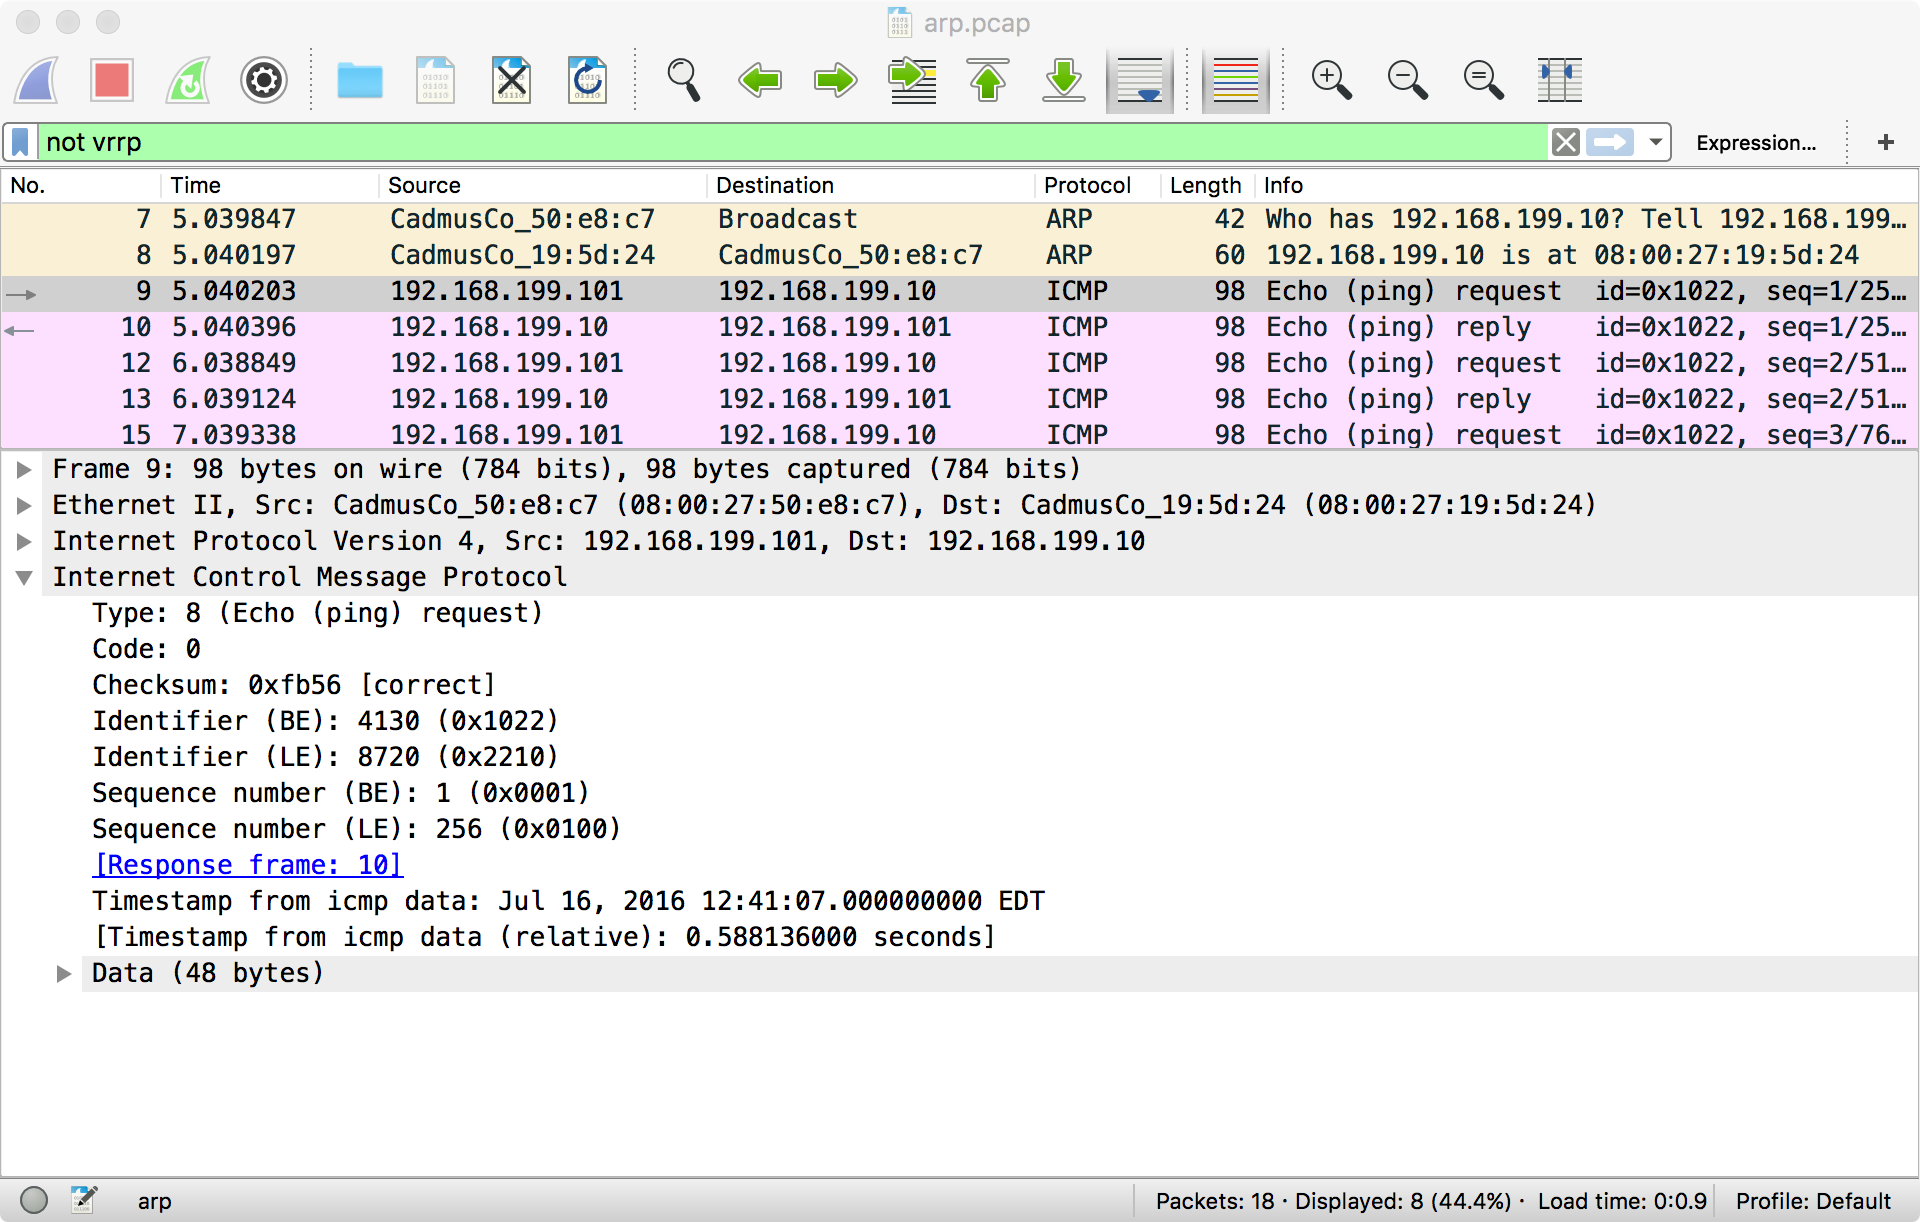 arp.pcap
not vrrp
Expression…
+
No. Time Source Destination Protocol Length Info
7 5.039847 CadmusCo_50:e8:c7 Broadcast ARP 42 Who has 192.168.199.10? Tell 192.168.199…
8 5.040197 CadmusCo_19:5d:24 CadmusCo_50:e8:c7 ARP 60 192.168.199.10 is at 08:00:27:19:5d:24
9 5.040203 192.168.199.101 192.168.199.10 ICMP 98 Echo (ping) request id=0x1022, seq=1/25…
10 5.040396 192.168.199.10 192.168.199.101 ICMP 98 Echo (ping) reply id=0x1022, seq=1/25…
12 6.038849 192.168.199.101 192.168.199.10 ICMP 98 Echo (ping) request id=0x1022, seq=2/51…
13 6.039124 192.168.199.10 192.168.199.101 ICMP 98 Echo (ping) reply id=0x1022, seq=2/51…
15 7.039338 192.168.199.101 192.168.199.10 ICMP 98 Echo (ping) request id=0x1022, seq=3/76…
Frame 9: 98 bytes on wire (784 bits), 98 bytes captured (784 bits)
Ethernet II, Src: CadmusCo_50:e8:c7 (08:00:27:50:e8:c7), Dst: CadmusCo_19:5d:24 (08:00:27:19:5d:24)
Internet Protocol Version 4, Src: 192.168.199.101, Dst: 192.168.199.10
Internet Control Message Protocol
Type: 8 (Echo (ping) request)
Code: 0
Checksum: 0xfb56 [correct]
Identifier (BE): 4130 (0x1022)
Identifier (LE): 8720 (0x2210)
Sequence number (BE): 1 (0x0001)
Sequence number (LE): 256 (0x0100)
[Response frame: 10]
Timestamp from icmp data: Jul 16, 2016 12:41:07.000000000 EDT
[Timestamp from icmp data (relative): 0.588136000 seconds]
Data (48 bytes)
arp
Packets: 18 · Displayed: 8 (44.4%) · Load time: 0:0.9
Profile: Default